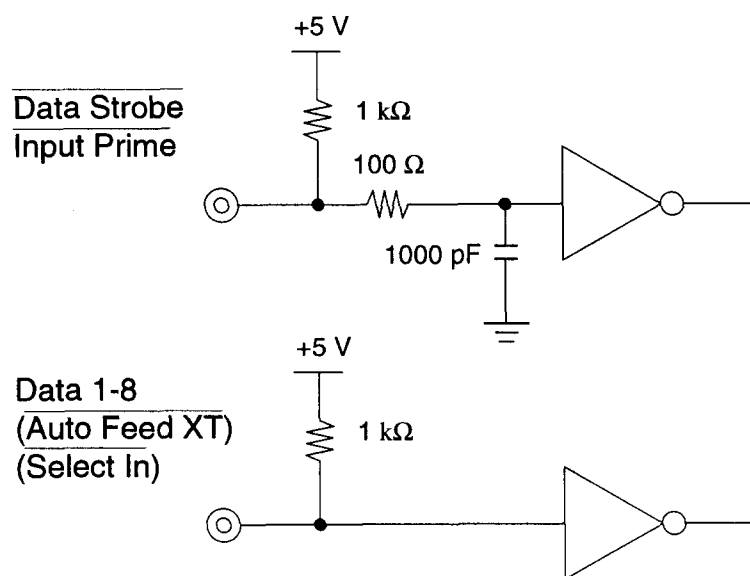 +5 V
Data Strobe
Input Prime
1 kΩ
100 Ω
1000 pF
+5 V
Data 1-8
(Auto Feed XT)
(Select In)
1 kΩ